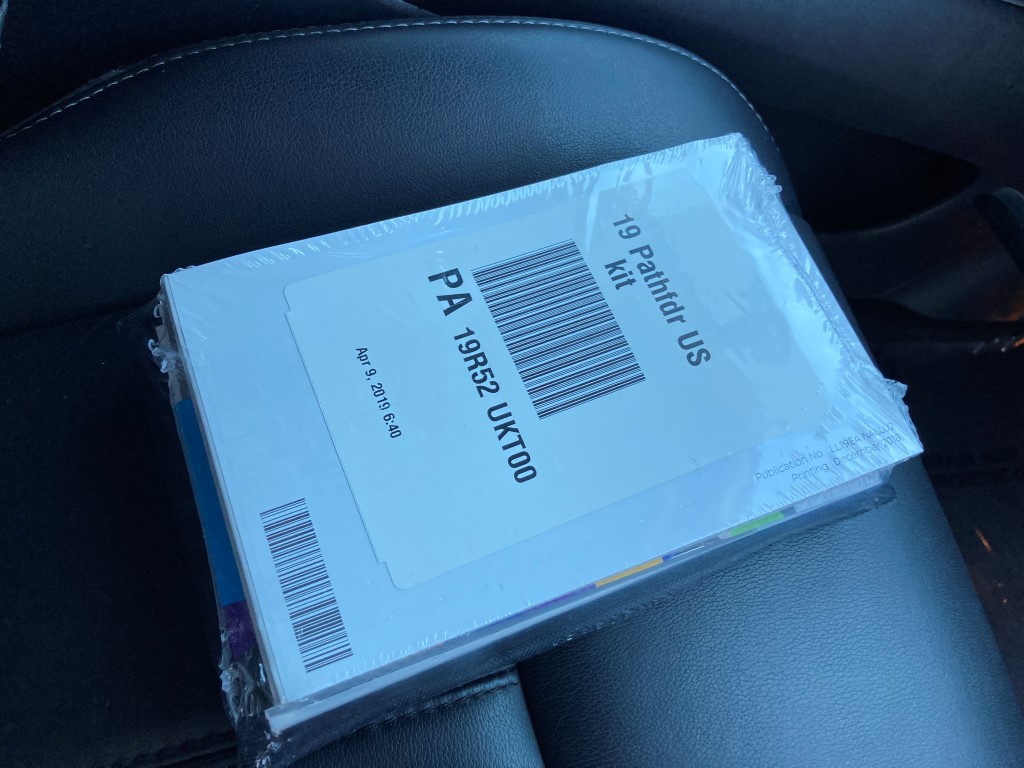 19 Pathfdr US
kit
PA 19R52 UKT00
Apr 9, 2019 6:40
Publication No.
Printing: December 2018